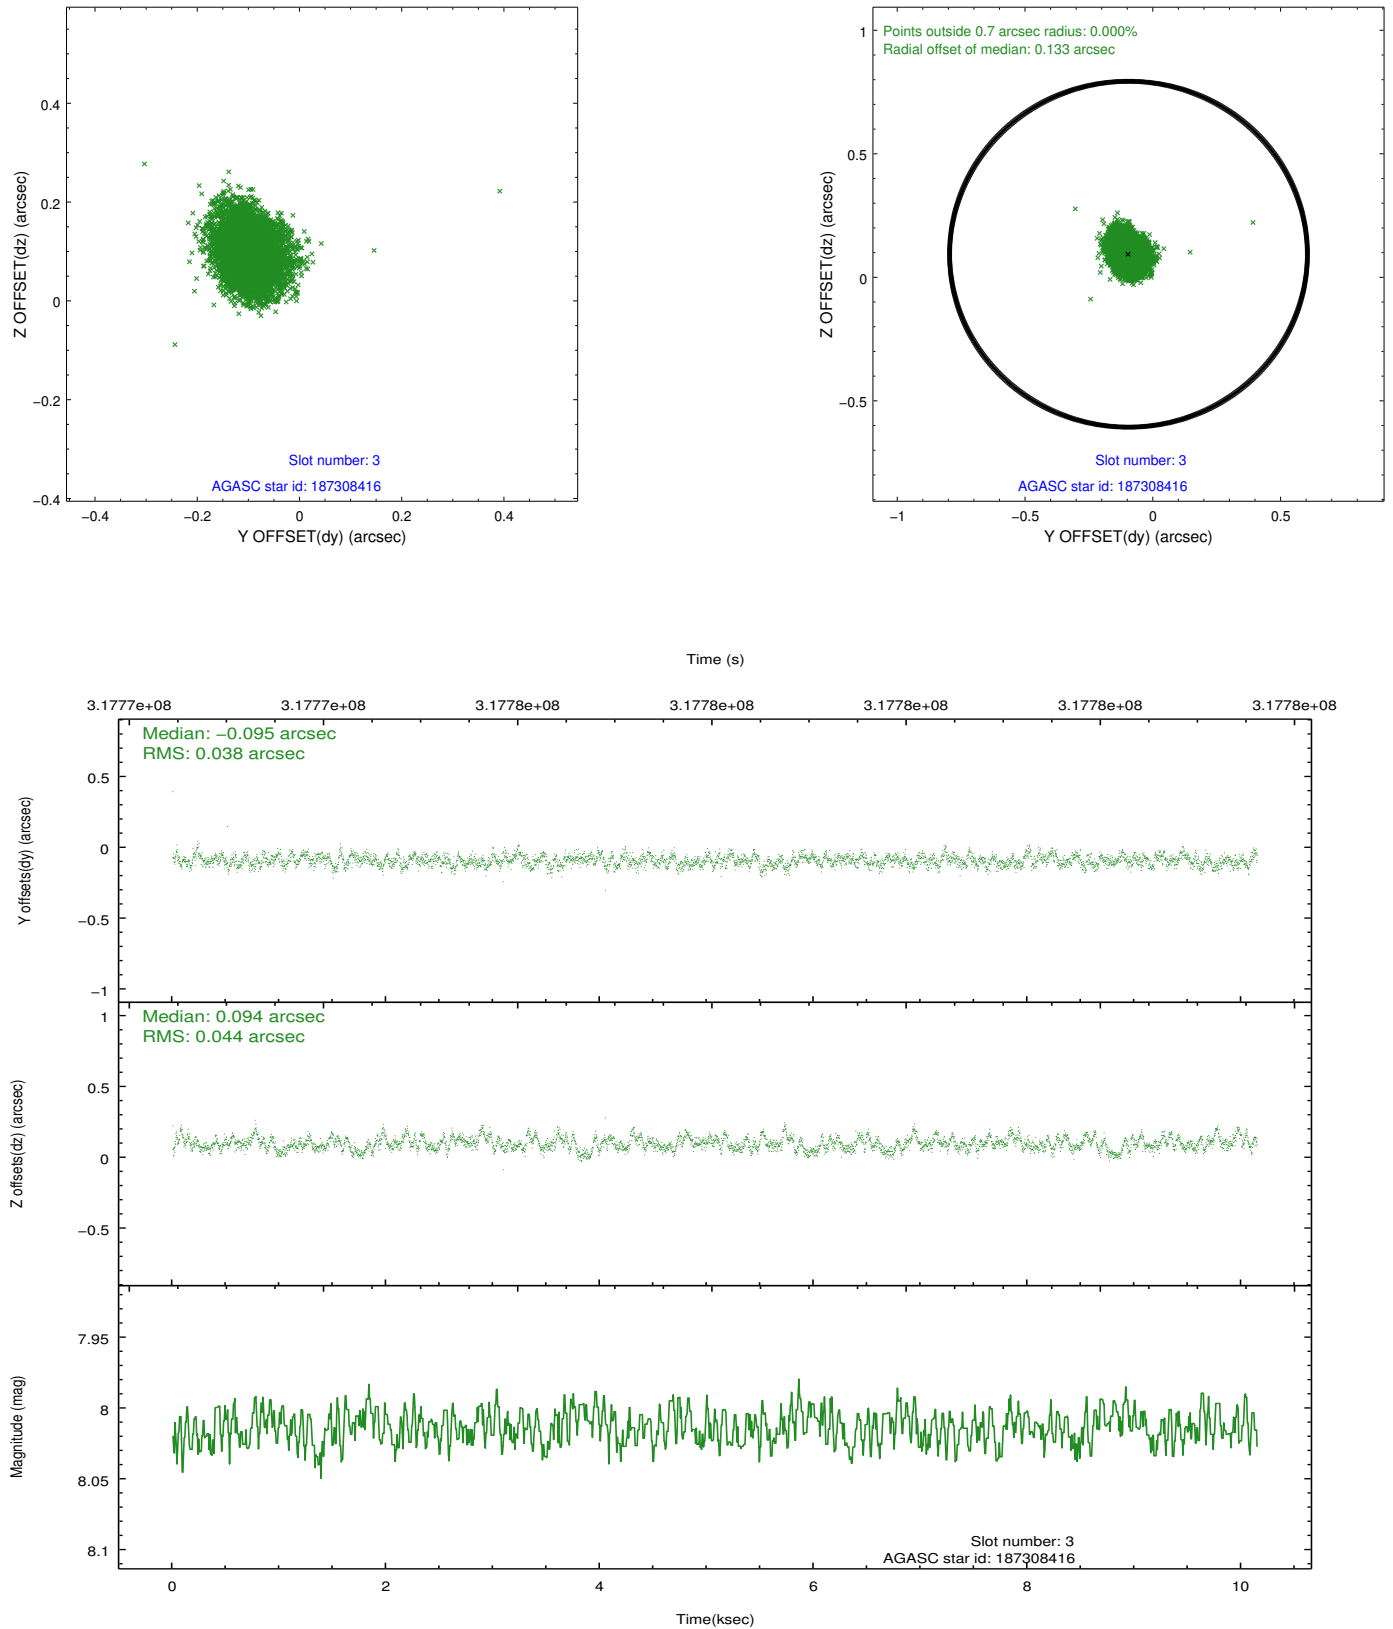 0.4
0.2
0
−0.2
−0.4
Z OFFSET(dz) (arcsec)
Slot number: 3
AGASC star id: 187308416
−0.4 −0.2 0 0.2 0.4
Y OFFSET(dy) (arcsec)
Points outside 0.7 arcsec radius: 0.000%
Radial offset of median: 0.133 arcsec
1
0.5
0
−0.5
Z OFFSET(dz) (arcsec)
Slot number: 3
AGASC star id: 187308416
−1 −0.5 0 0.5
Y OFFSET(dy) (arcsec)
Time (s)
3.1777e+08 3.1777e+08 3.1778e+08 3.1778e+08 3.1778e+08 3.1778e+08 3.1778e+08
Median: −0.095 arcsec
RMS: 0.038 arcsec
0.5
0
−0.5
−1
Y offsets(dy) (arcsec)
Median: 0.094 arcsec
RMS: 0.044 arcsec
1
0.5
0
−0.5
Z offsets(dz) (arcsec)
7.95
8
8.05
8.1
Magnitude (mag)
Slot number: 3
AGASC star id: 187308416
0 2 4 6 8 10
Time(ksec)